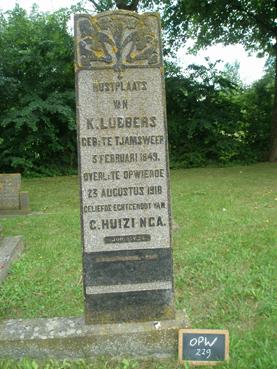 RUSTPLAATS
VAN
K. LUBBERS
GEB: TE TJAMSWEER
5 FEBRUARI 1849.
OVERL: TE OPWIERDE
23 AUGUSTUS 1918
GELIEFDE ECHTGENOOT VAN
C. HUIZINGA.
OPW
229